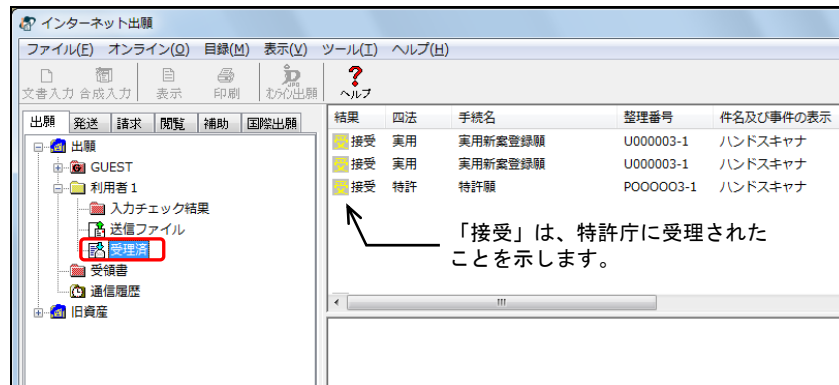 インターネット出願
ファイル(F) オンライン(O) 目録(M) 表示(V) ツール(T) ヘルプ(H)
文書入力 合成入力 表示 印刷 オンライン出願 ヘルプ
出願 発送 請求 閲覧 補助 国際出願
出願
GUEST
利用者1
入力チェック結果
送信ファイル
受理済
受領書
通信履歴
旧資産
結果 四法 手続名 整理番号 件名及び事件の表示
接受 実用 実用新案登録願 U000003-1 ハンドスキャナ
接受 実用 実用新案登録願 U000003-1 ハンドスキャナ
接受 特許 特許願 POOOOO3-1 ハンドスキャナ
「接受」は、特許庁に受理された
ことを示します。